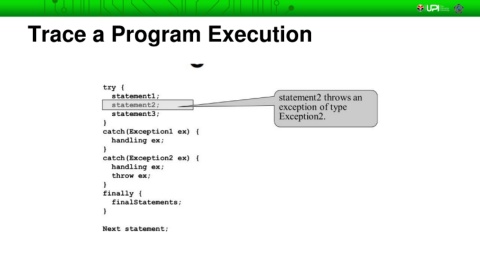 UPI
Trace a Program Execution
try {
statement1;
statement2;
statement3;
}
catch(Exception1 ex) {
handling ex;
}
catch(Exception2 ex) {
handling ex;
throw ex;
}
finally {
finalStatements;
}
Next statement;
statement2 throws an
exception of type
Exception2.